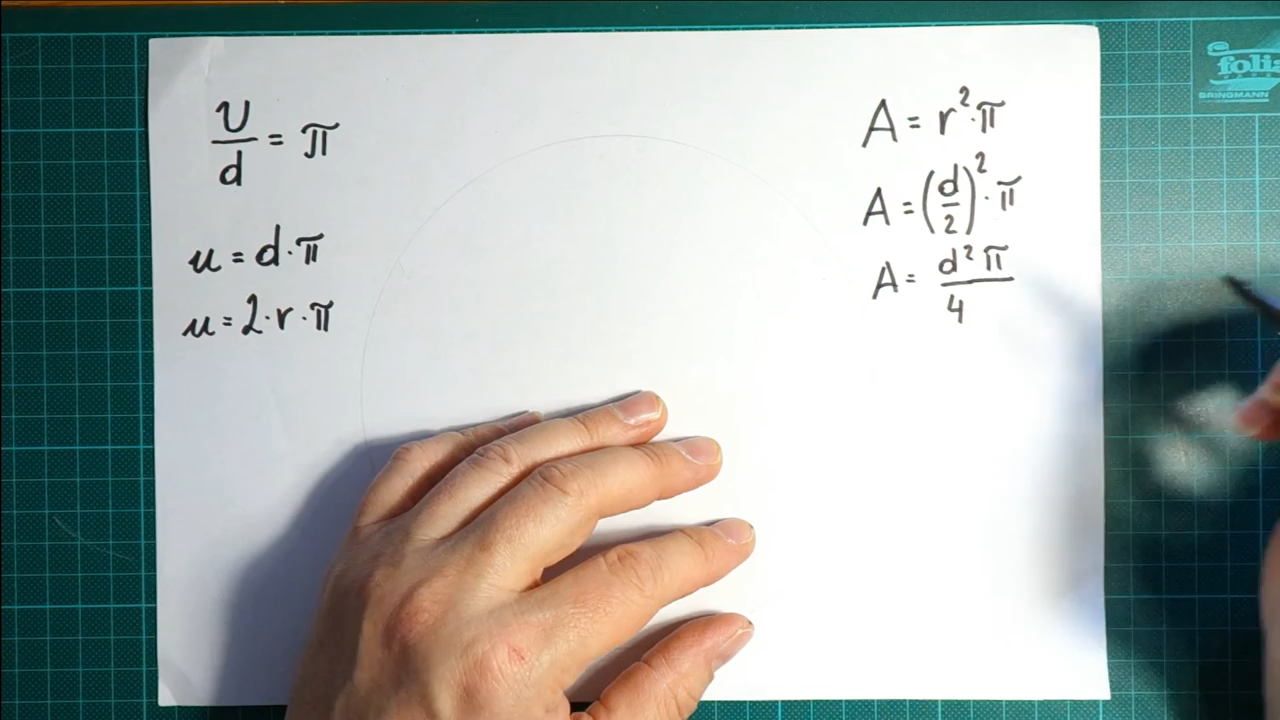 U/d = π
u = d·π
u = 2·r·π
A = r²·π
A = (d/2)²·π
A = d²π/4
folia
BRINGMANN